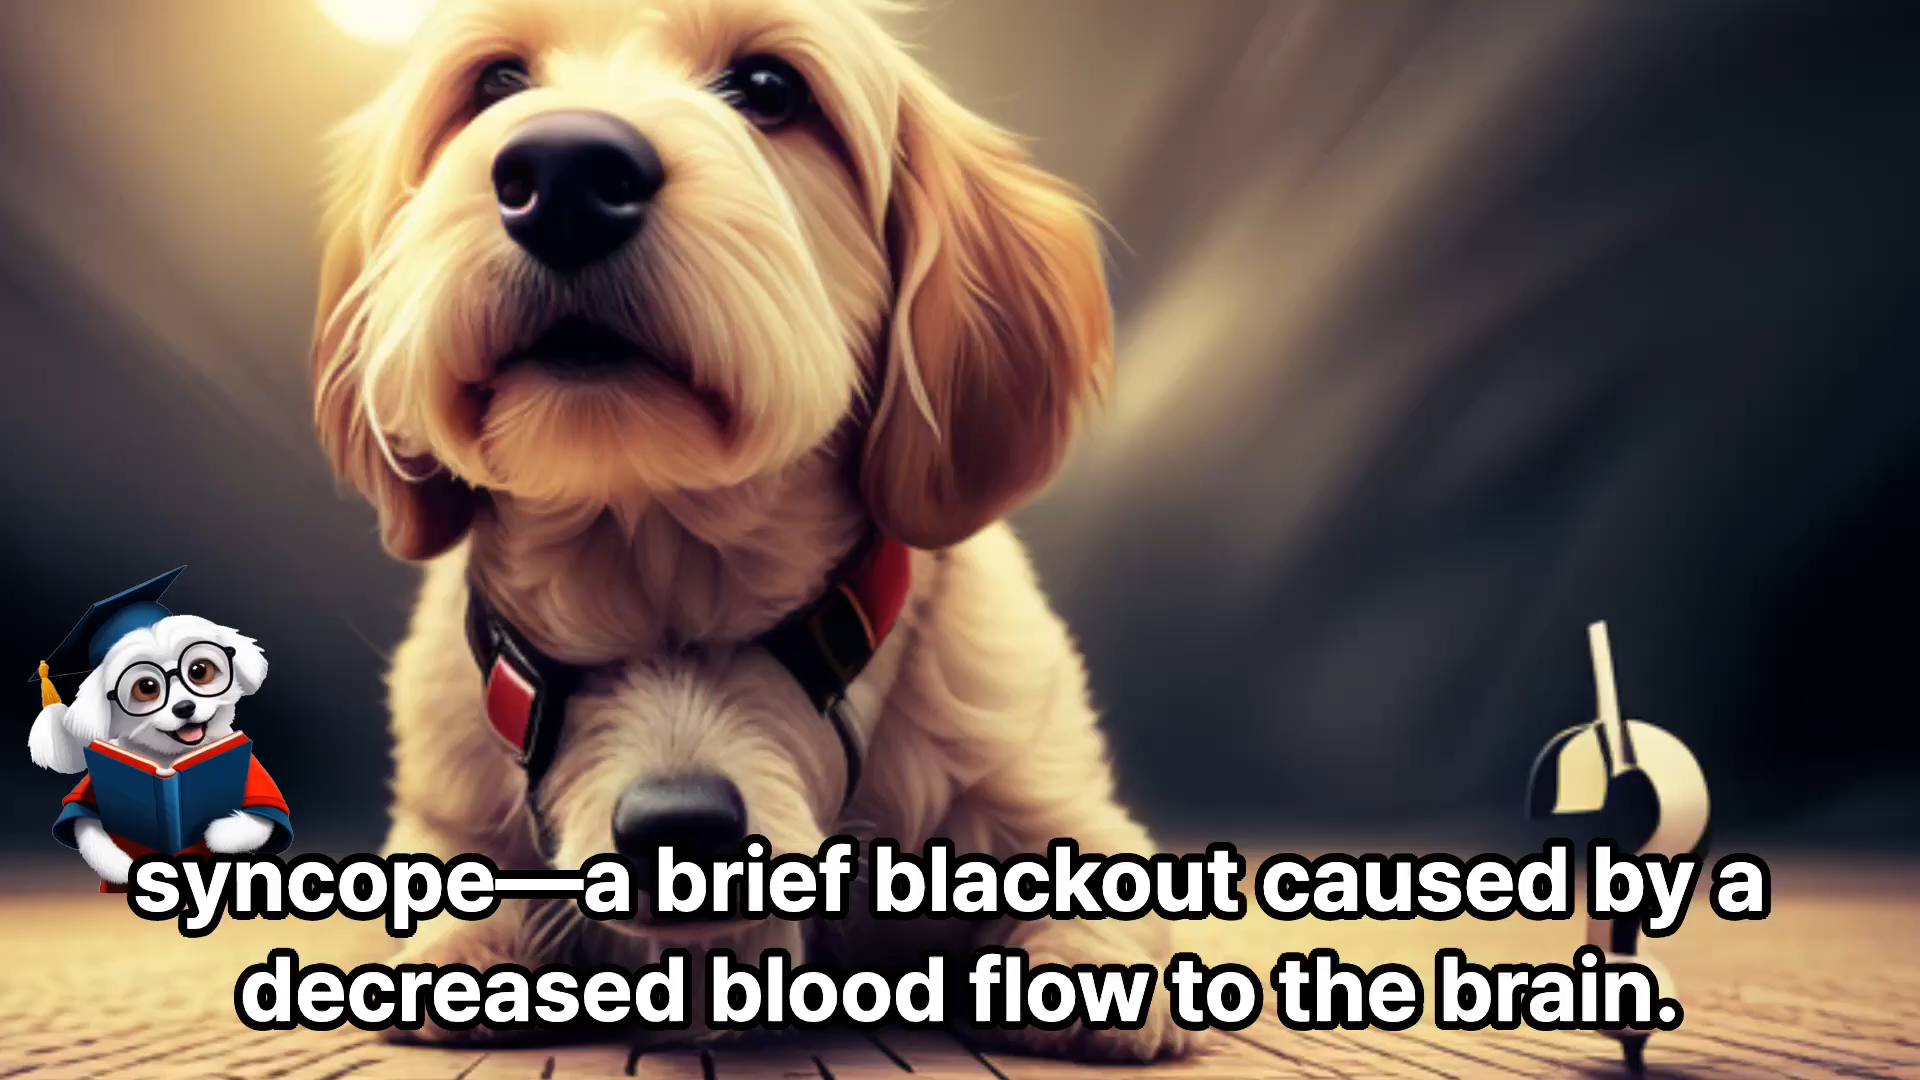 syncope—a brief blackout caused by a
decreased blood flow to the brain.